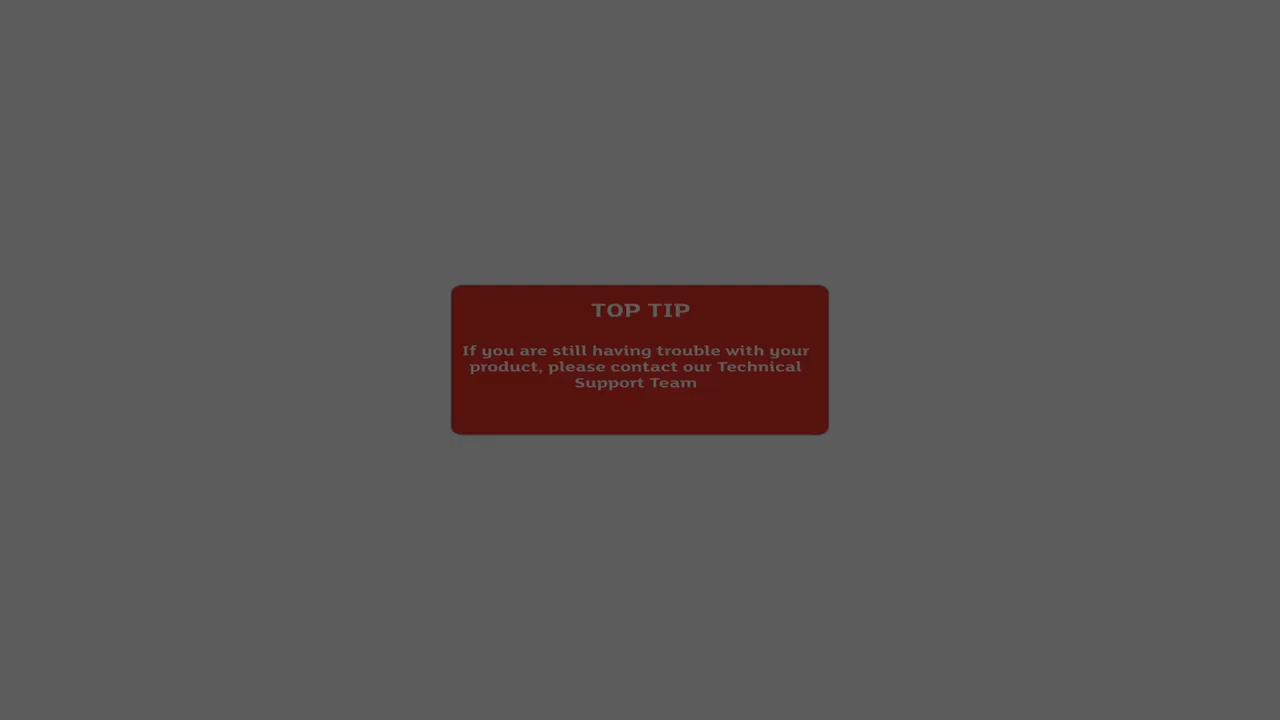 TOP TIP
If you are still having trouble with your
product, please contact our Technical
Support Team